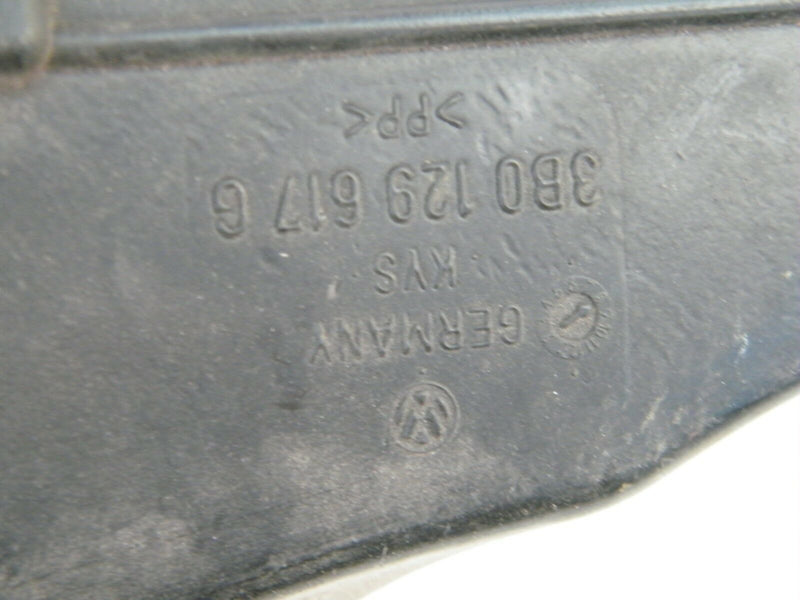 GERMANY
KYS
3B0 129 617 G
>PP<